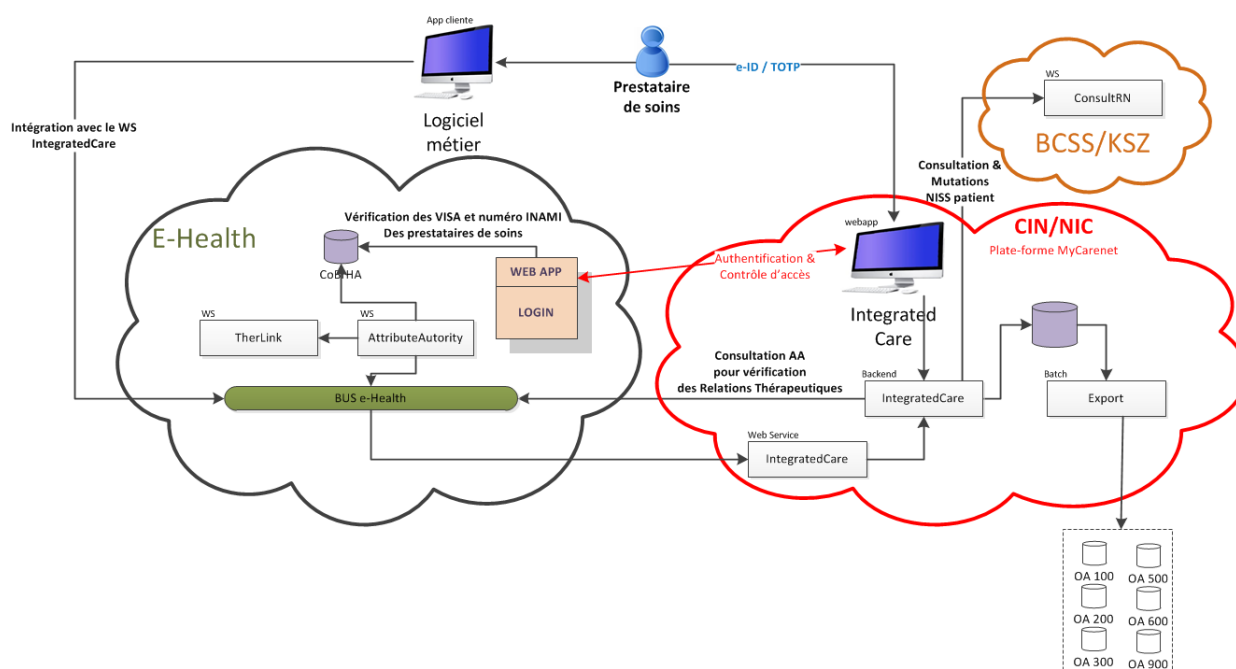 App cliente
Prestataire
de soins
e-ID / TOTP
Logiciel
métier
Intégration avec le WS
IntegratedCare
WS
ConsultRN
BCSS/KSZ
Consultation &
Mutations
NISS patient
E-Health
Vérification des VISA et numéro INAMI
Des prestataires de soins
CoBRHA
WEB APP
LOGIN
WS
TherLink
WS
AttributeAutority
BUS e-Health
Authentification &
Contrôle d'accès
webapp
Integrated
Care
CIN/NIC
Plate-forme MyCarenet
Consultation AA
pour vérification
des Relations Thérapeutiques
Backend
IntegratedCare
Web Service
IntegratedCare
Batch
Export
OA 100
OA 500
OA 200
OA 600
OA 300
OA 900